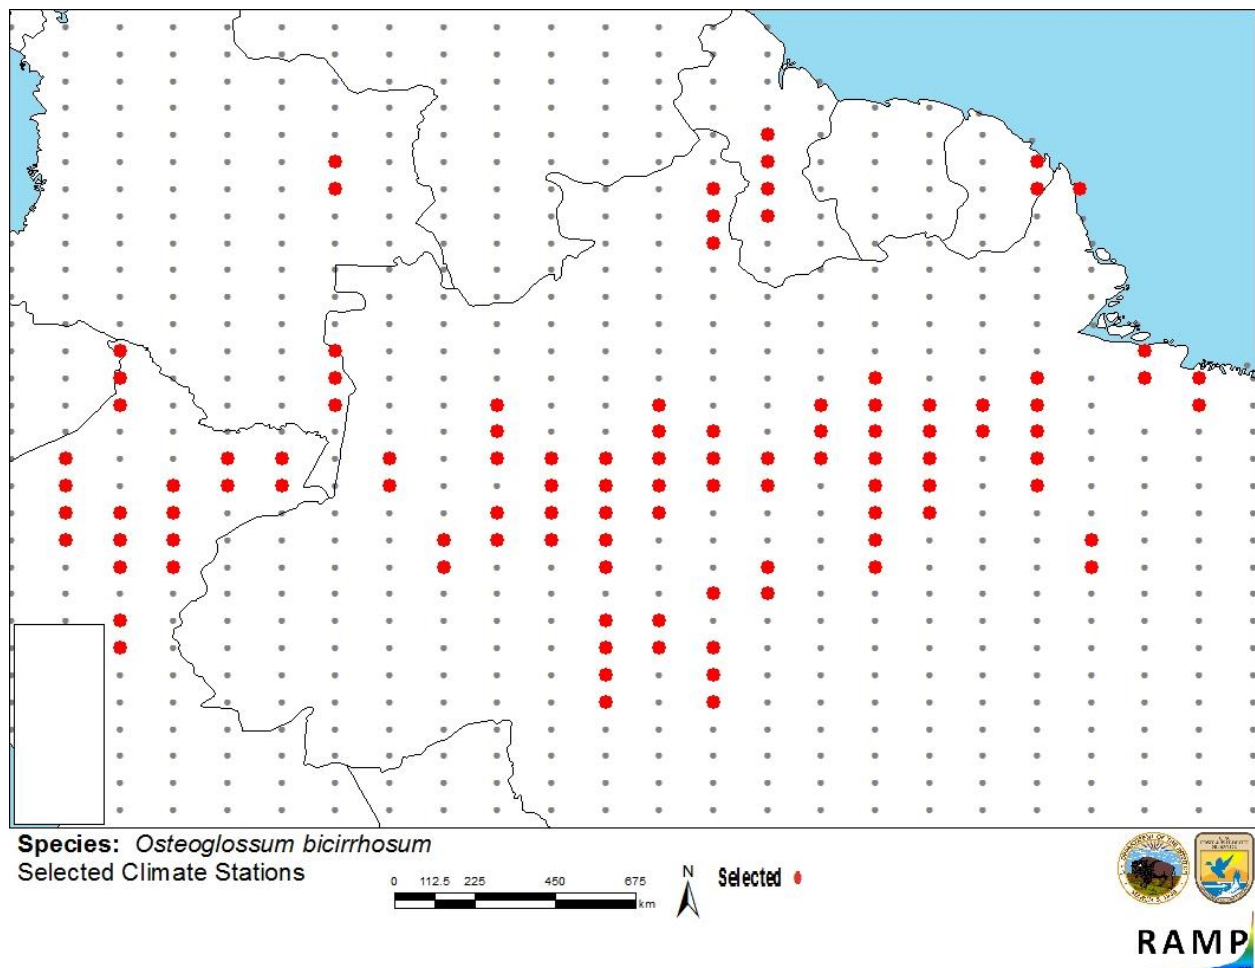 Species: Osteoglossum bicirrhosum
Selected Climate Stations
0 112.5 225 450 675
km
N
Selected
RAMP